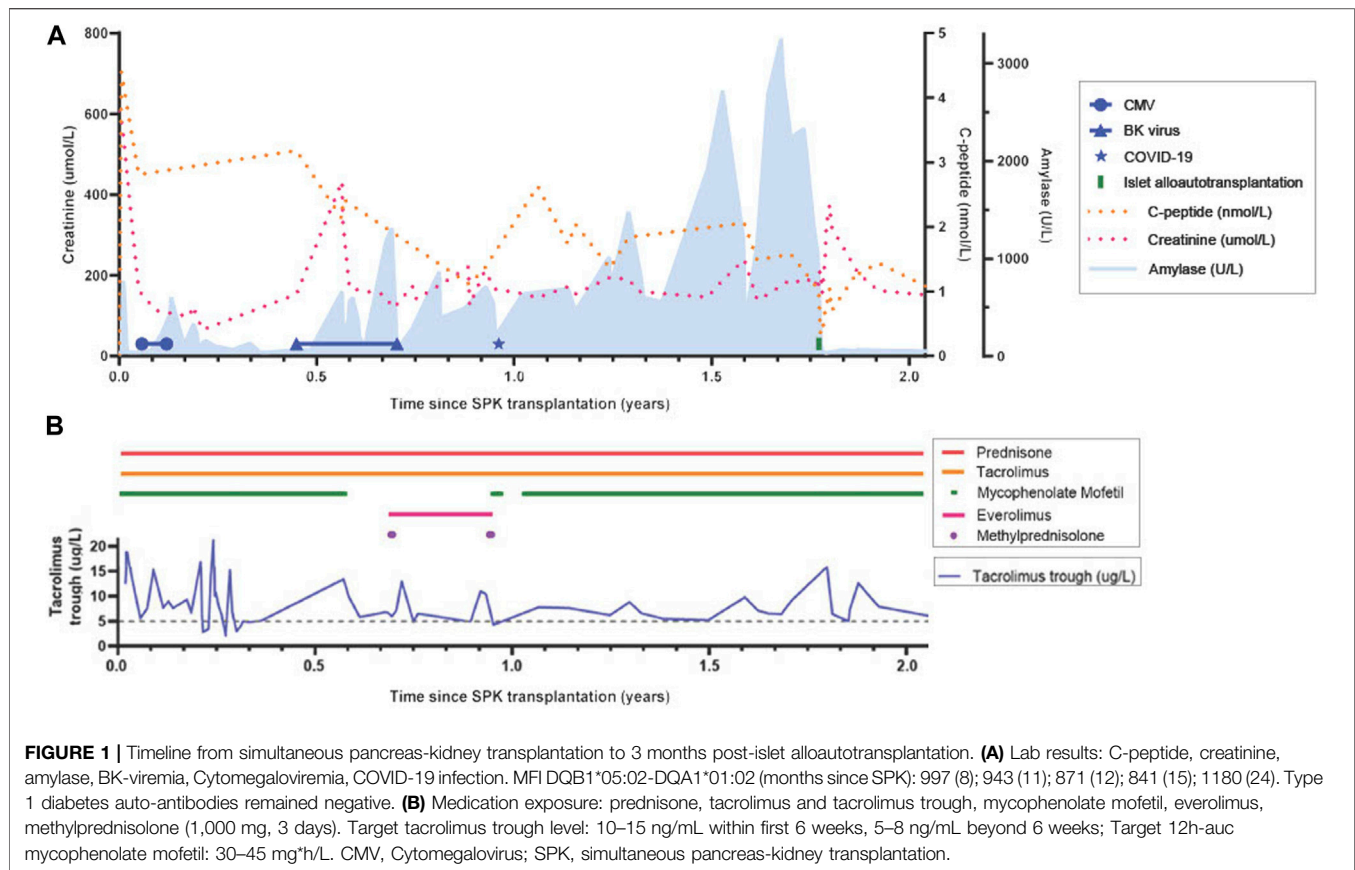 A
800
600
400
200
0
Creatinine (umol/L)
0.0
0.5
1.0
1.5
2.0
Time since SPK transplantation (years)
5
4
3
2
1
0
C-peptide (nmol/L)
3000
2000
1000
0
Amylase (U/L)
CMV
BK virus
COVID-19
Islet alloautotransplantation
C-peptide (nmol/L)
Creatinine (umol/L)
Amylase (U/L)
B
Prednisone
Tacrolimus
Mycophenolate Mofetil
Everolimus
Methylprednisolone
Tacrolimus trough (ug/L)
Tacrolimus
trough (ug/L)
20
15
10
5
0
0.0
0.5
1.0
1.5
2.0
Time since SPK transplantation (years)
FIGURE 1 | Timeline from simultaneous pancreas-kidney transplantation to 3 months post-islet alloautotransplantation. (A) Lab results: C-peptide, creatinine,
amylase, BK-viremia, Cytomegaloviremia, COVID-19 infection. MFI DQB1*05:02-DQA1*01:02 (months since SPK): 997 (8); 943 (11); 871 (12); 841 (15); 1180 (24). Type
1 diabetes auto-antibodies remained negative. (B) Medication exposure: prednisone, tacrolimus and tacrolimus trough, mycophenolate mofetil, everolimus,
methylprednisolone (1,000 mg, 3 days). Target tacrolimus trough level: 10–15 ng/mL within first 6 weeks, 5–8 ng/mL beyond 6 weeks; Target 12h-auc
mycophenolate mofetil: 30–45 mg*h/L. CMV, Cytomegalovirus; SPK, simultaneous pancreas-kidney transplantation.